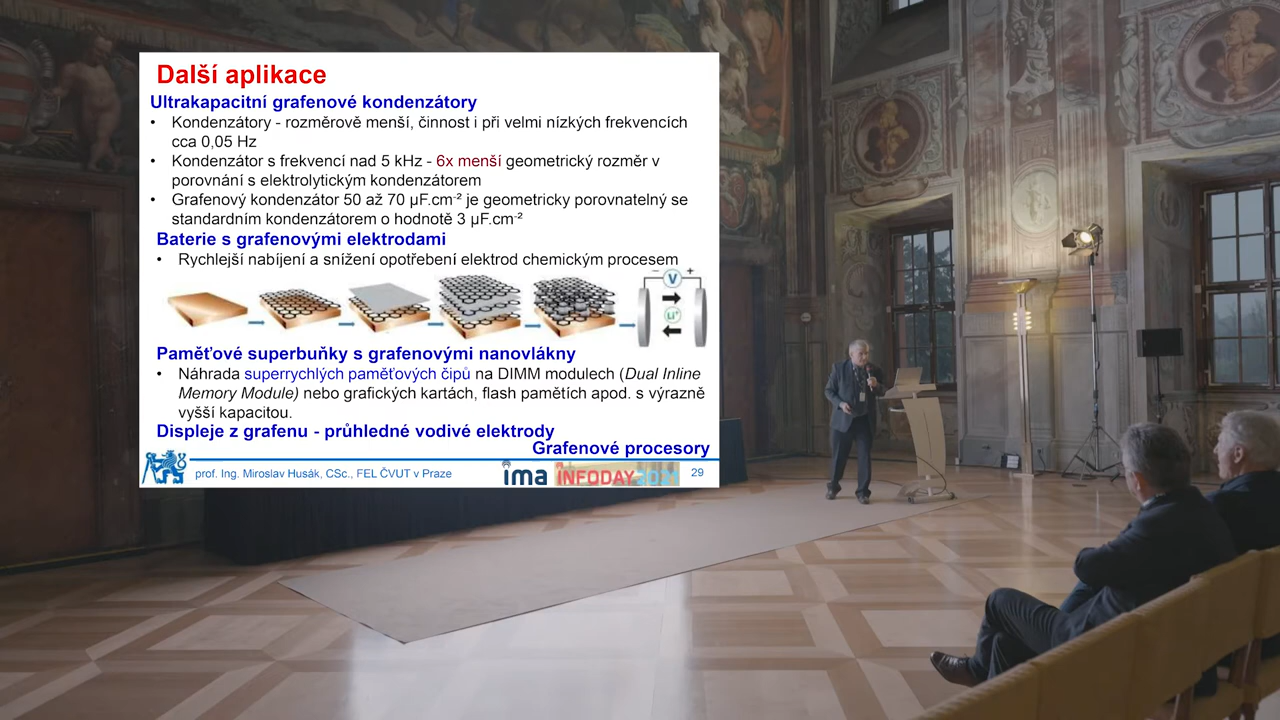 Další aplikace
Ultrakapacitní grafenové kondenzátory
• Kondenzátory - rozměrově menší, činnost i při velmi nízkých frekvencích
cca 0,05 Hz
• Kondenzátor s frekvencí nad 5 kHz - 6x menší geometrický rozměr v
porovnání s elektrolytickým kondenzátorem
• Grafenový kondenzátor 50 až 70 µF.cm⁻² je geometricky porovnatelný se
standardním kondenzátorem o hodnotě 3 µF.cm⁻²
Baterie s grafenovými elektrodami
• Rychlejší nabíjení a snížení opotřebení elektrod chemickým procesem
− V +
Li⁺
Paměťové superbuňky s grafenovými nanovlákny
• Náhrada superrychlých paměťových čipů na DIMM modulech (Dual Inline
Memory Module) nebo grafických kartách, flash pamětích apod. s výrazně
vyšší kapacitou.
Displeje z grafenu - průhledné vodivé elektrody
Grafenové procesory
prof. Ing. Miroslav Husák, CSc., FEL ČVUT v Praze
ima INFODAY 2021
29